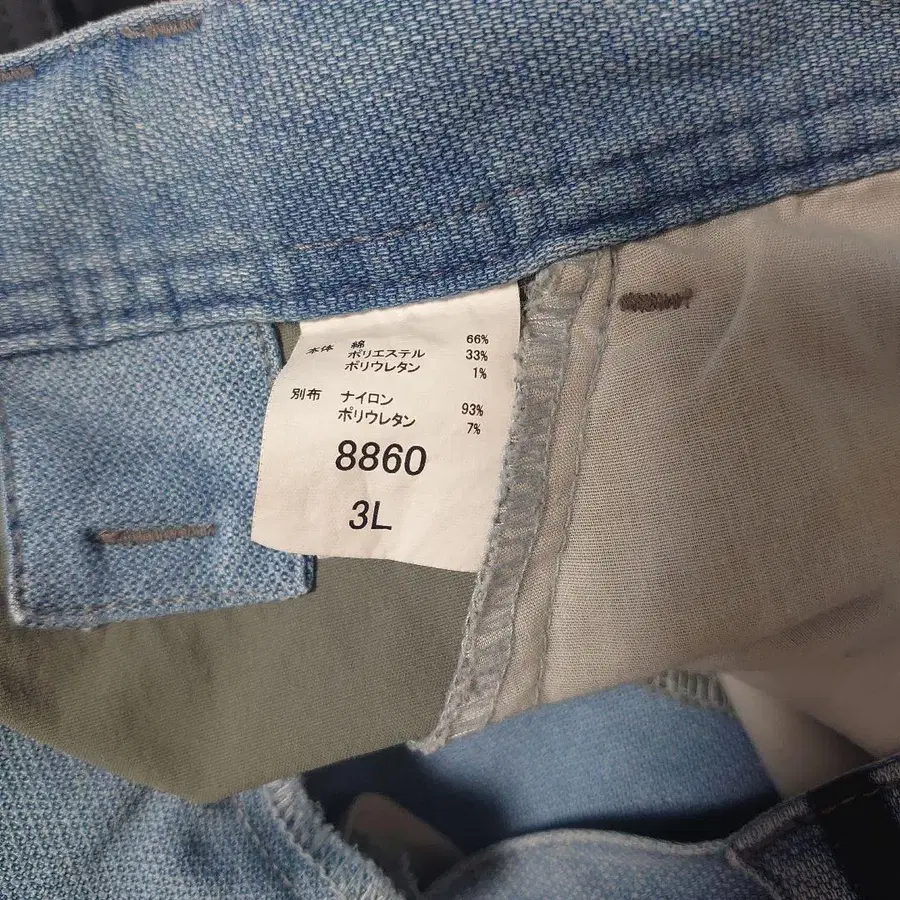 本体 綿 66%
ポリエステル 33%
ポリウレタン 1%
別布 ナイロン 93%
ポリウレタン 7%
8860
3L